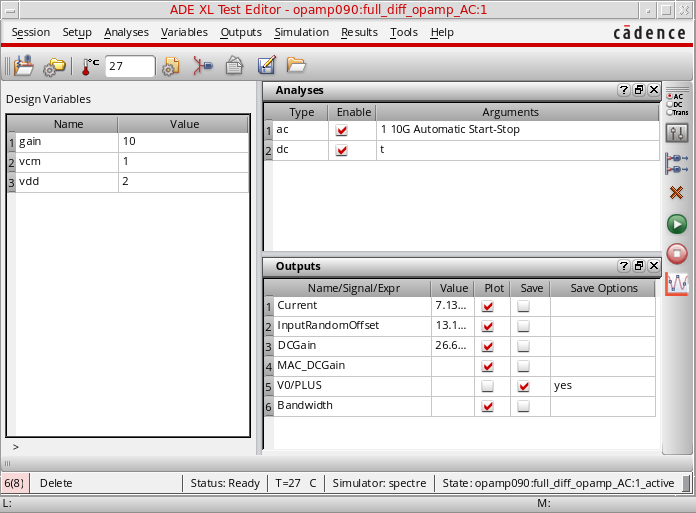 ADE XL Test Editor - opamp090:full_diff_opamp_AC:1
Session Setup Analyses Variables Outputs Simulation Results Tools Help
cādence
°C 27
Design Variables
Name Value
1 gain 10
2 vcm 1
3 vdd 2
>
Analyses
Type Enable Arguments
1 ac 1 10G Automatic Start-Stop
2 dc t
Outputs
Name/Signal/Expr Value Plot Save Save Options
1 Current 7.13...
2 InputRandomOffset 13.1...
3 DCGain 26.6...
4 MAC_DCGain
5 V0/PLUS yes
6 Bandwidth
AC
DC
Trans
6(8) Delete Status: Ready T=27 C Simulator: spectre State: opamp090:full_diff_opamp_AC:1_active
L: M: